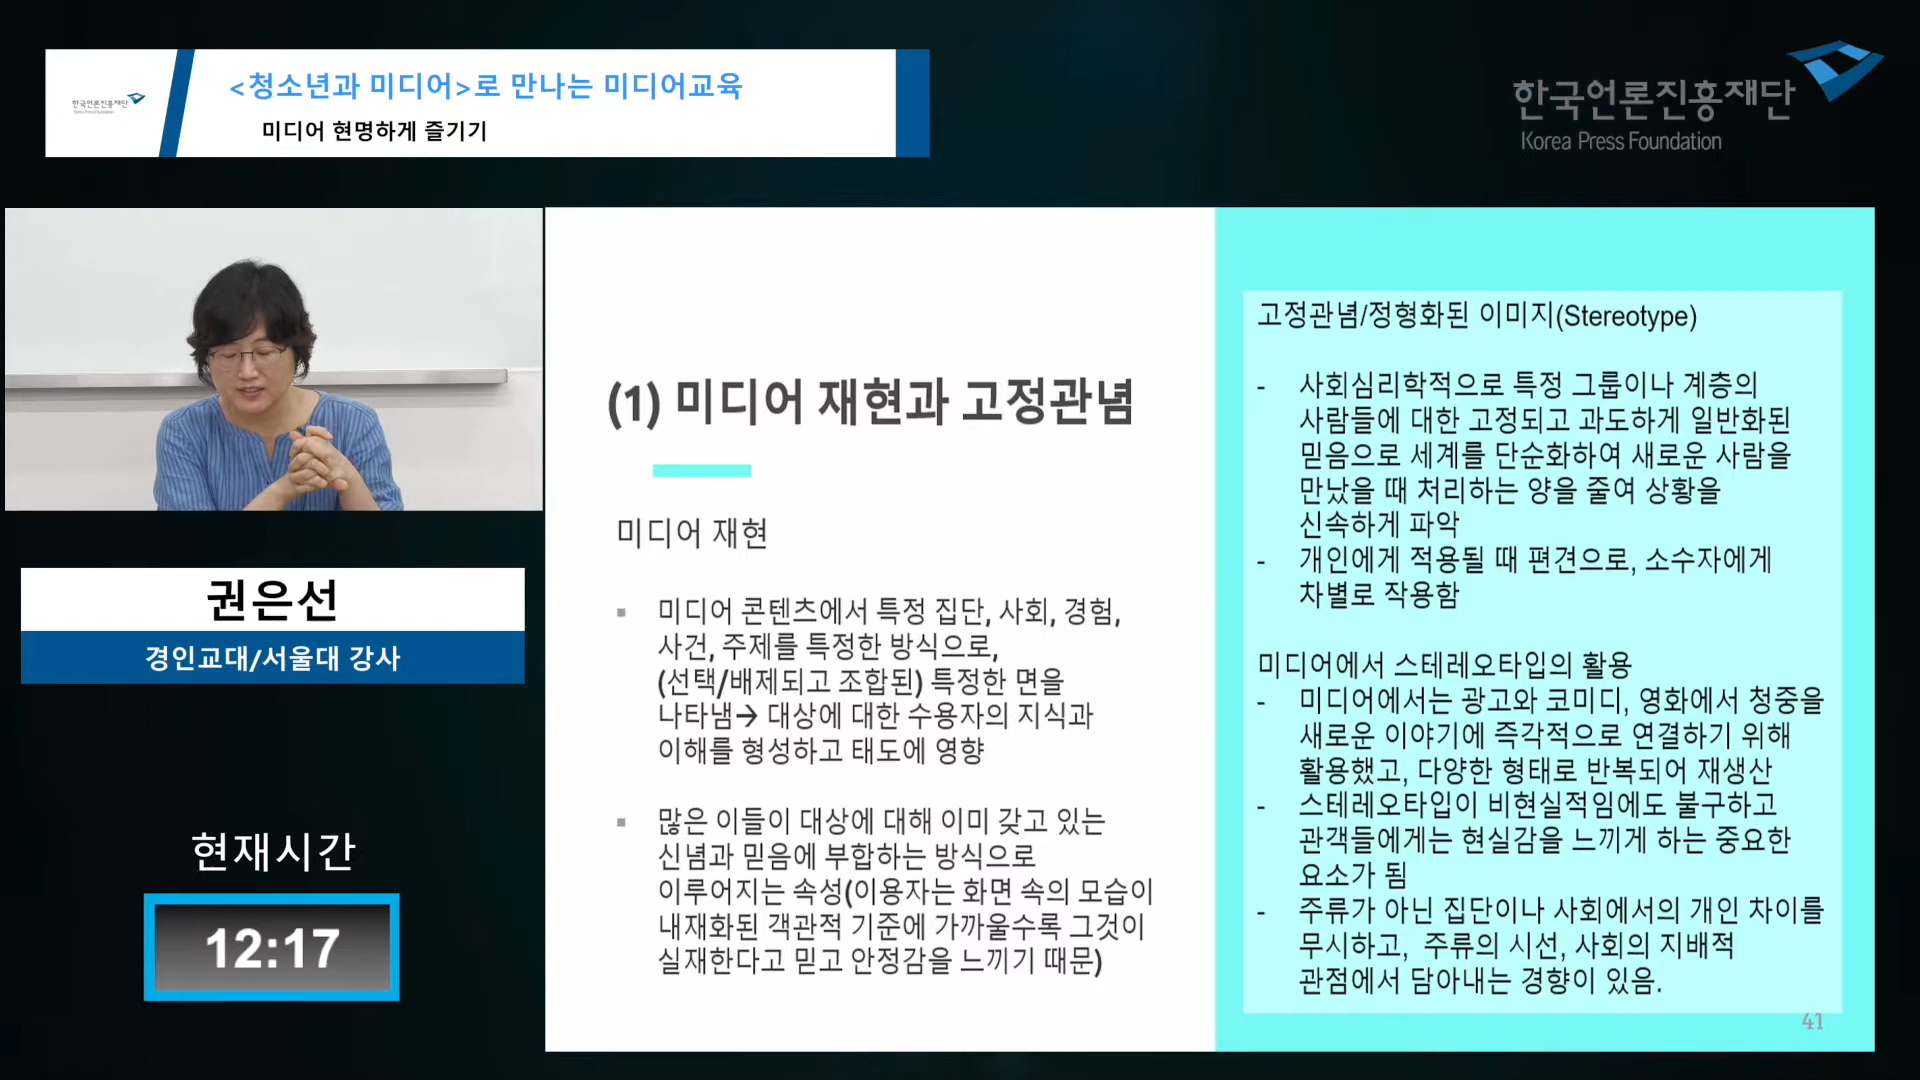 한국언론진흥재단
Korea Press Foundation
<청소년과 미디어>로 만나는 미디어교육
미디어 현명하게 즐기기
한국언론진흥재단
Korea Press Foundation
권은선
경인교대/서울대 강사
현재시간
12:17
(1) 미디어 재현과 고정관념
미디어 재현
▪ 미디어 콘텐츠에서 특정 집단, 사회, 경험,
사건, 주제를 특정한 방식으로,
(선택/배제되고 조합된) 특정한 면을
나타냄→ 대상에 대한 수용자의 지식과
이해를 형성하고 태도에 영향
▪ 많은 이들이 대상에 대해 이미 갖고 있는
신념과 믿음에 부합하는 방식으로
이루어지는 속성(이용자는 화면 속의 모습이
내재화된 객관적 기준에 가까울수록 그것이
실재한다고 믿고 안정감을 느끼기 때문)
고정관념/정형화된 이미지(Stereotype)
- 사회심리학적으로 특정 그룹이나 계층의
사람들에 대한 고정되고 과도하게 일반화된
믿음으로 세계를 단순화하여 새로운 사람을
만났을 때 처리하는 양을 줄여 상황을
신속하게 파악
- 개인에게 적용될 때 편견으로, 소수자에게
차별로 작용함
미디어에서 스테레오타입의 활용
- 미디어에서는 광고와 코미디, 영화에서 청중을
새로운 이야기에 즉각적으로 연결하기 위해
활용했고, 다양한 형태로 반복되어 재생산
- 스테레오타입이 비현실적임에도 불구하고
관객들에게는 현실감을 느끼게 하는 중요한
요소가 됨
- 주류가 아닌 집단이나 사회에서의 개인 차이를
무시하고, 주류의 시선, 사회의 지배적
관점에서 담아내는 경향이 있음.
41